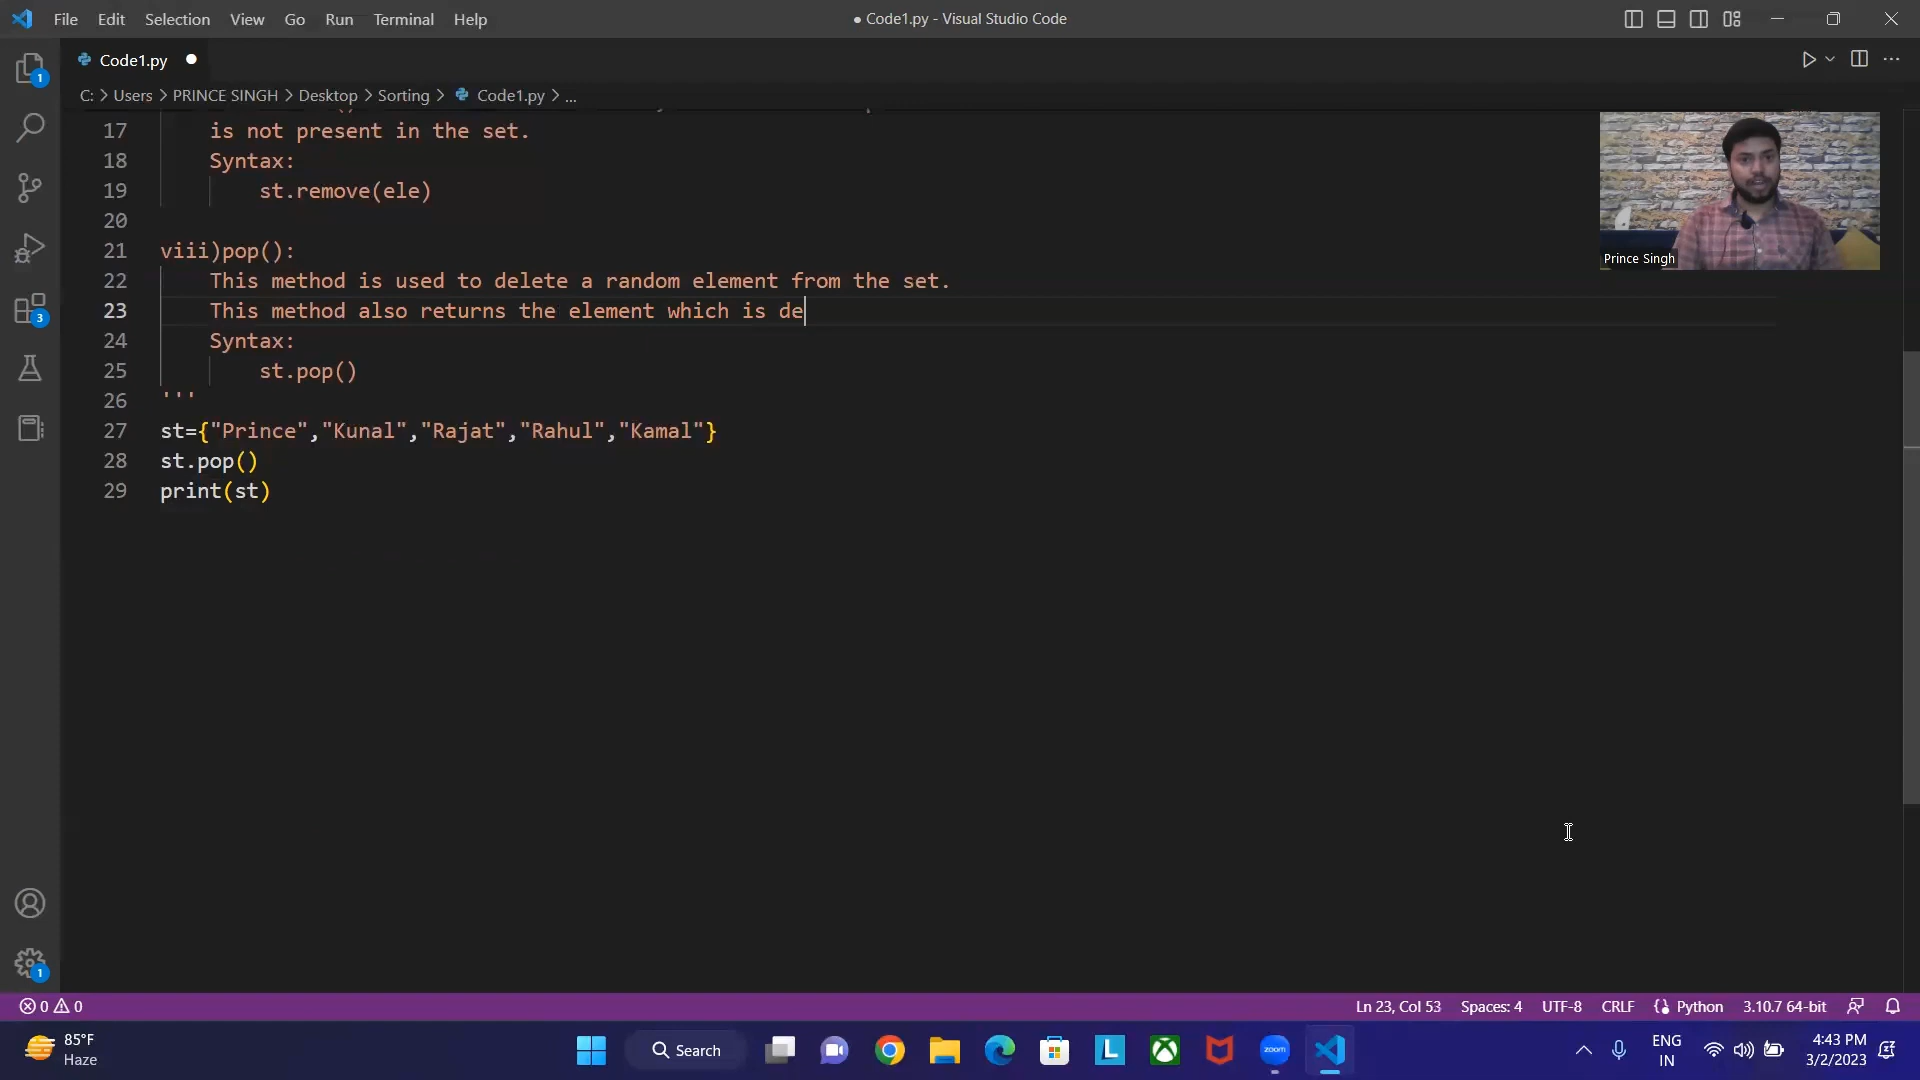 File Edit Selection View Go Run Terminal Help
● Code1.py - Visual Studio Code
Code1.py
C: > Users > PRINCE SINGH > Desktop > Sorting > Code1.py > ...
17 is not present in the set.
18 Syntax:
19 st.remove(ele)
20
21 viii)pop():
22 This method is used to delete a random element from the set.
23 This method also returns the element which is de
24 Syntax:
25 st.pop()
26 '''
27 st={"Prince","Kunal","Rajat","Rahul","Kamal"}
28 st.pop()
29 print(st)
Prince Singh
1
3
1
0 0
Ln 23, Col 53 Spaces: 4 UTF-8 CRLF Python 3.10.7 64-bit
85°F
Haze
Search
zoom
L
ENG
IN
4:43 PM
3/2/2023